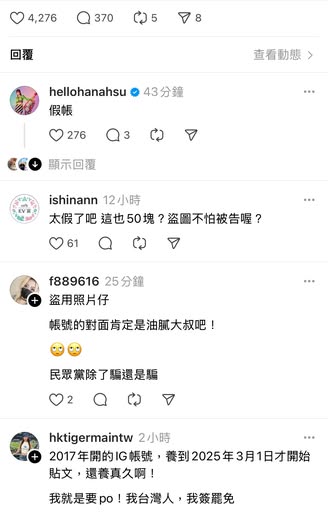 4,276 370 5 8
回覆 查看動態
hellohanahsu 43分鐘
假帳
276 3
顯示回覆
ishinann 12小時
太假了吧 這也50塊？盜圖不怕被告喔？
61
f889616 25分鐘
盜用照片仔
帳號的對面肯定是油膩大叔吧！
🙄🙄
民眾黨除了騙還是騙
2
hktigermaintw 2小時
2017年開的IG帳號，養到2025年3月1日才開始
貼文，還養真久啊！
我就是要po！我台灣人，我簽罷免